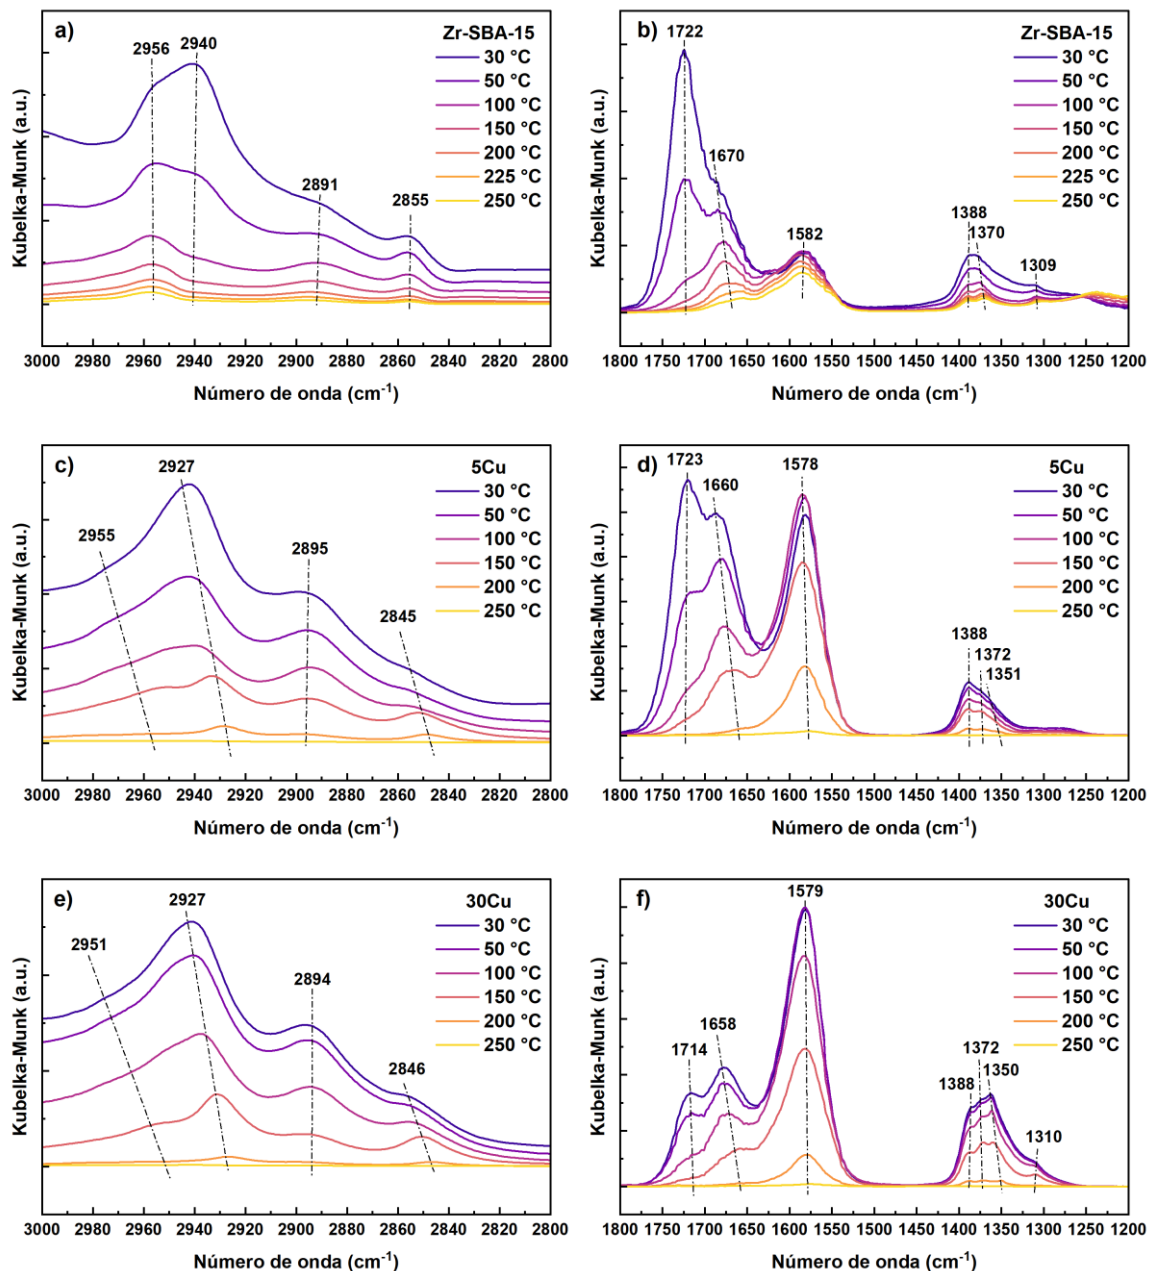 a)
Zr-SBA-15
2956
2940
2891
2855
30 °C
50 °C
100 °C
150 °C
200 °C
225 °C
250 °C
Kubelka-Munk (a.u.)
3000 2980 2960 2940 2920 2900 2880 2860 2840 2820 2800
Número de onda (cm⁻¹)
b)
Zr-SBA-15
1722
1670
1582
1388
1370
1309
30 °C
50 °C
100 °C
150 °C
200 °C
225 °C
250 °C
Kubelka-Munk (a.u.)
1800 1750 1700 1650 1600 1550 1500 1450 1400 1350 1300 1250 1200
Número de onda (cm⁻¹)
c)
5Cu
2955
2927
2895
2845
30 °C
50 °C
100 °C
150 °C
200 °C
250 °C
Kubelka-Munk (a.u.)
3000 2980 2960 2940 2920 2900 2880 2860 2840 2820 2800
Número de onda (cm⁻¹)
d)
5Cu
1723
1660
1578
1388
1372
1351
30 °C
50 °C
100 °C
150 °C
200 °C
250 °C
Kubelka-Munk (a.u.)
1800 1750 1700 1650 1600 1550 1500 1450 1400 1350 1300 1250 1200
Número de onda (cm⁻¹)
e)
30Cu
2951
2927
2894
2846
30 °C
50 °C
100 °C
150 °C
200 °C
250 °C
Kubelka-Munk (a.u.)
3000 2980 2960 2940 2920 2900 2880 2860 2840 2820 2800
Número de onda (cm⁻¹)
f)
30Cu
1714
1658
1579
1388
1372
1350
1310
30 °C
50 °C
100 °C
150 °C
200 °C
250 °C
Kubelka-Munk (a.u.)
1800 1750 1700 1650 1600 1550 1500 1450 1400 1350 1300 1250 1200
Número de onda (cm⁻¹)